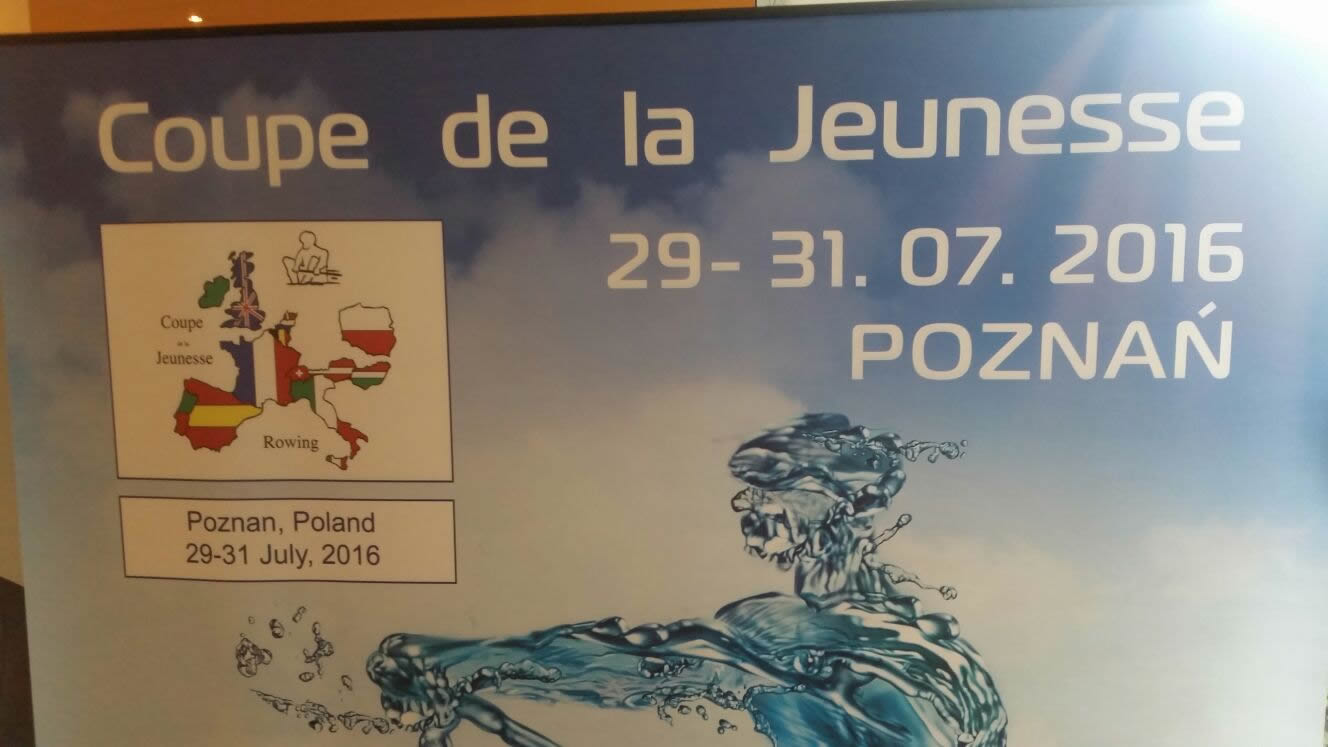 Coupe de la Jeunesse
29- 31. 07. 2016
POZNAŃ
Coupe
de la
Jeunesse
Rowing
Poznan, Poland
29-31 July, 2016